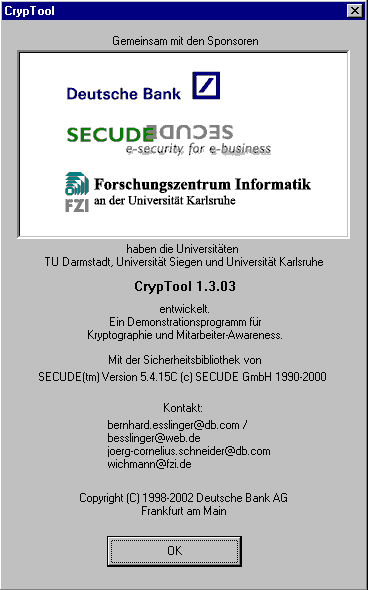 CrypTool
Gemeinsam mit den Sponsoren
Deutsche Bank
SECUDE
e-security for e-business
Forschungszentrum Informatik
FZI an der Universität Karlsruhe
haben die Universitäten
TU Darmstadt, Universität Siegen und Universität Karlsruhe
CrypTool 1.3.03
entwickelt.
Ein Demonstrationsprogramm für
Kryptographie und Mitarbeiter-Awareness.
Mit der Sicherheitsbibliothek von
SECUDE(tm) Version 5.4.15C (c) SECUDE GmbH 1990-2000
Kontakt:
bernhard.esslinger@db.com /
besslinger@web.de
joerg-cornelius.schneider@db.com
wichmann@fzi.de
Copyright (C) 1998-2002 Deutsche Bank AG
Frankfurt am Main
OK